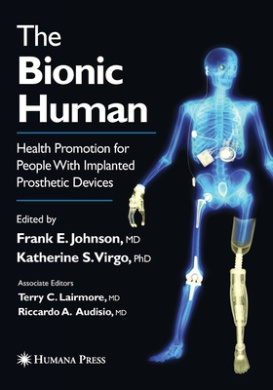 The
Bionic
Human
Health Promotion for
People With Implanted
Prosthetic Devices
Edited by
Frank E. Johnson, MD
Katherine S. Virgo, PhD
Associate Editors
Terry C. Lairmore, MD
Riccardo A. Audisio, MD
HUMANA PRESS